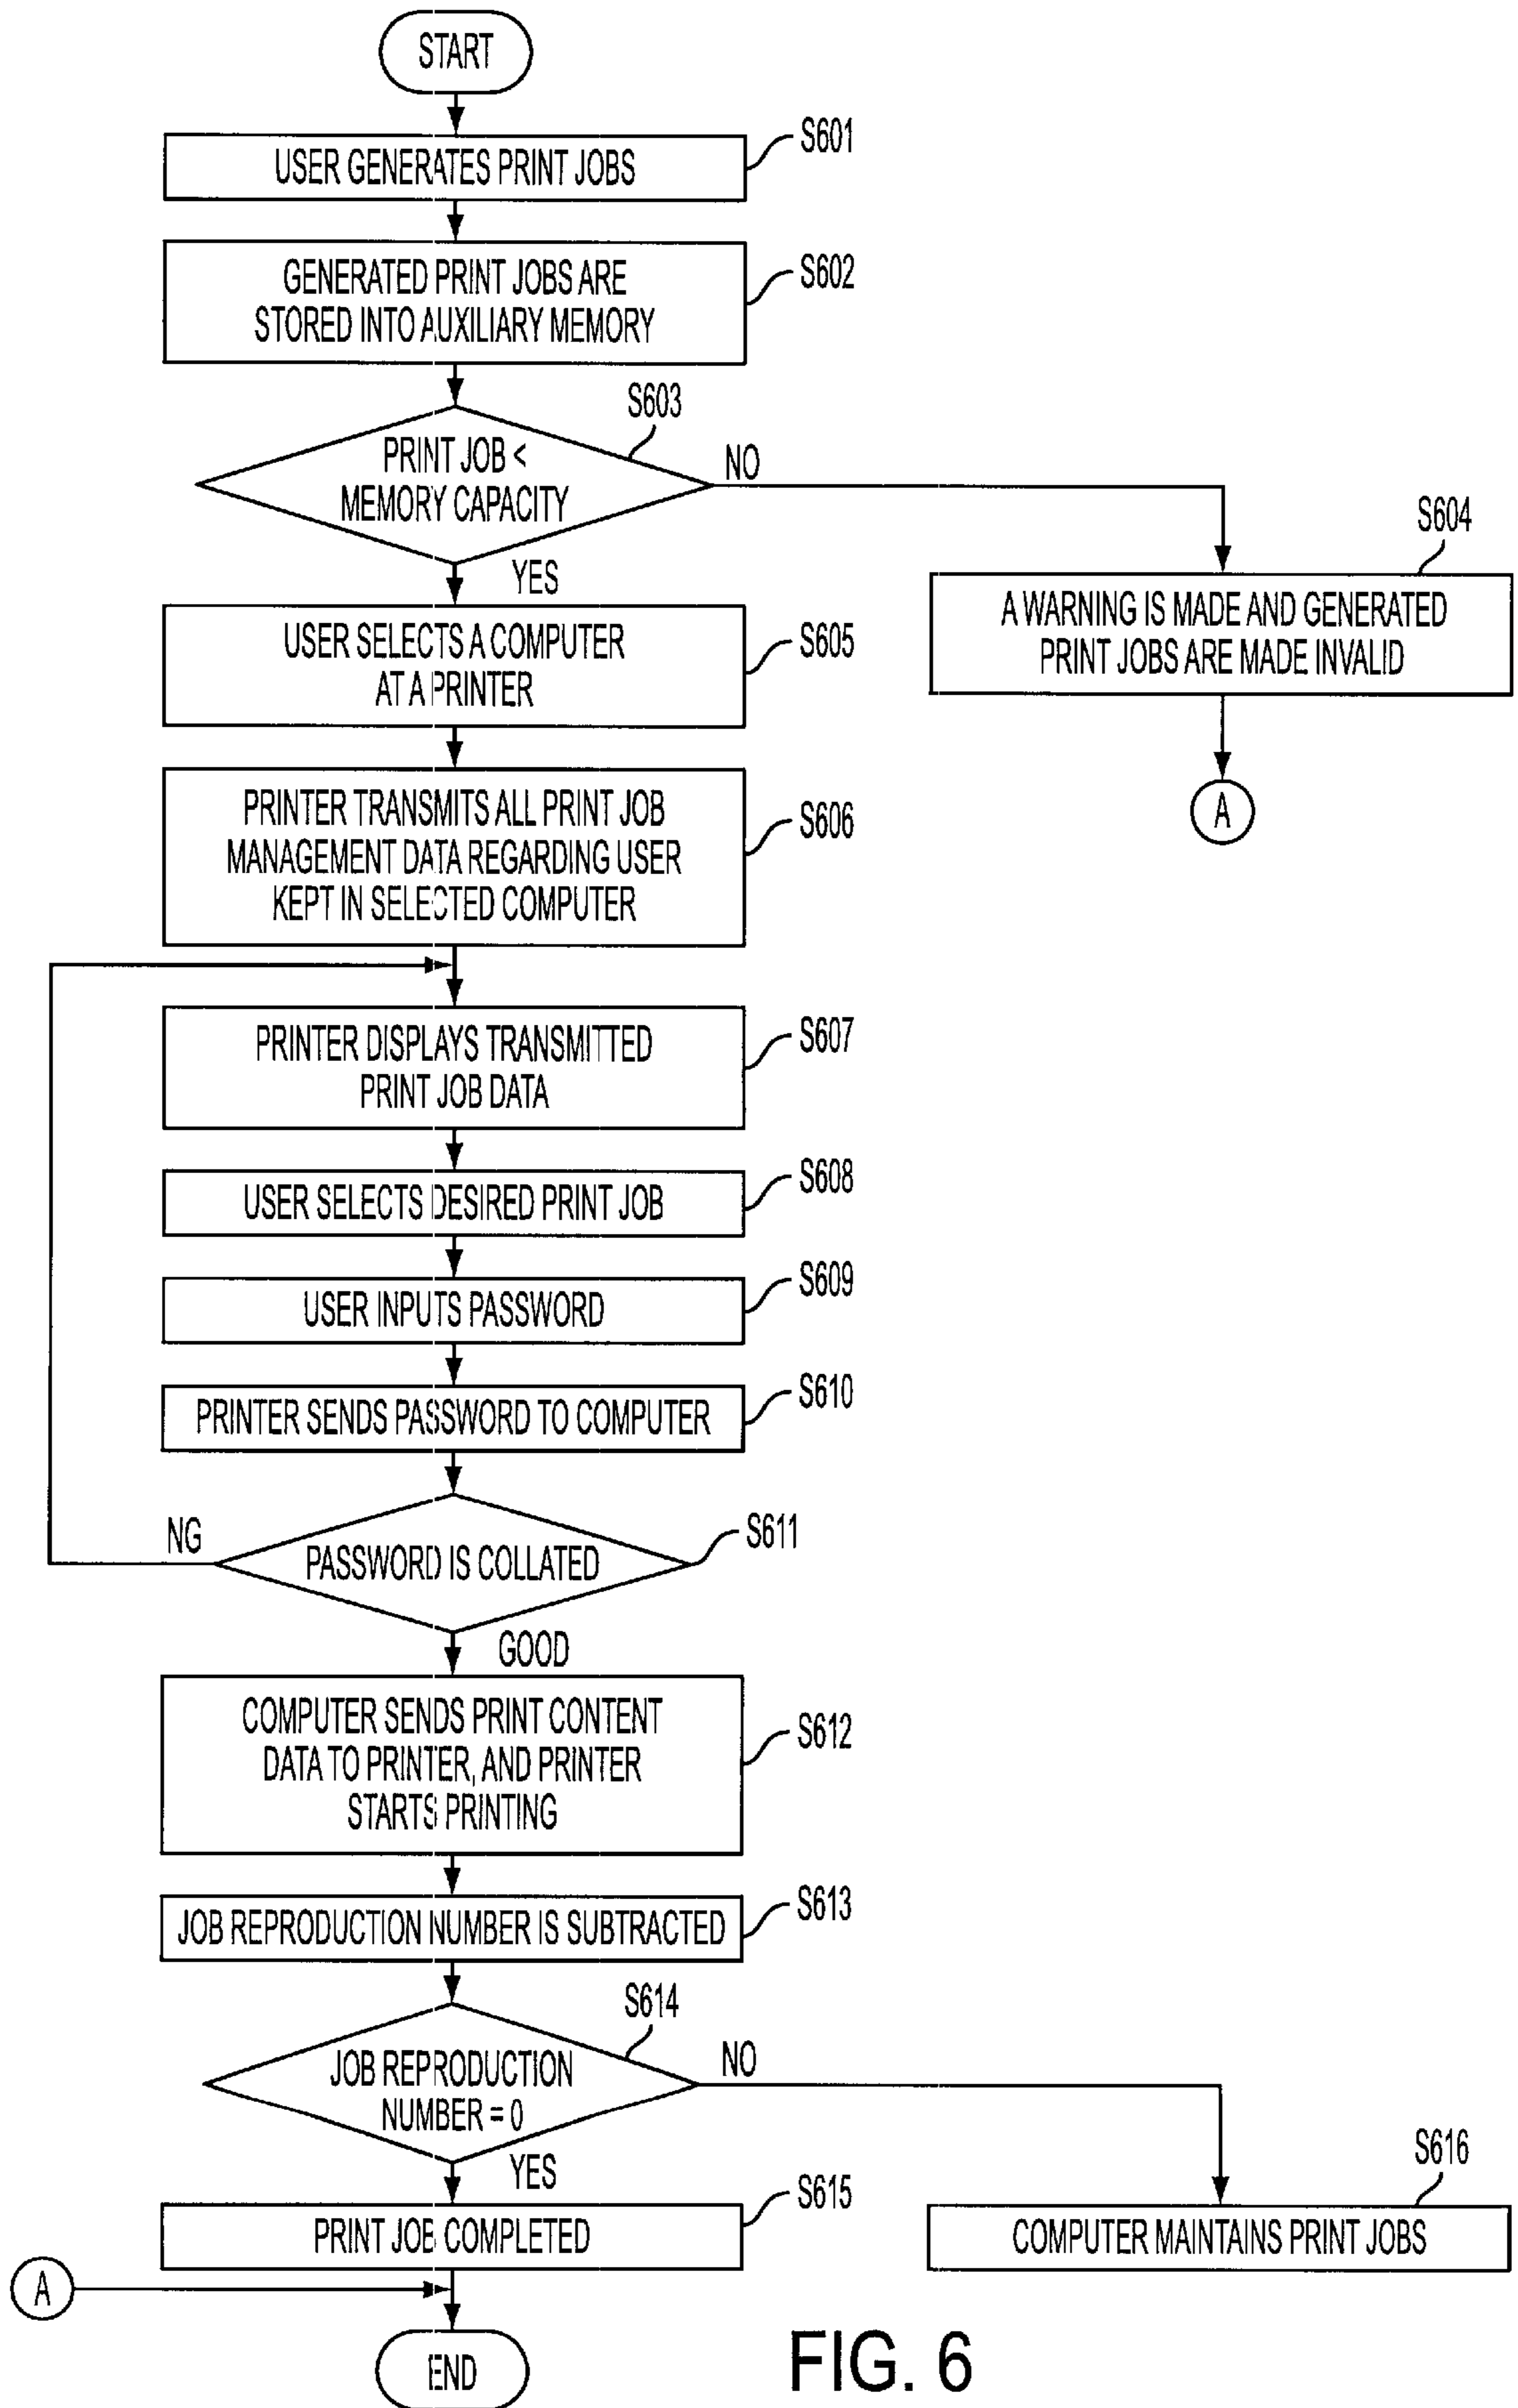 START
S601
USER GENERATES PRINT JOBS
S602
GENERATED PRINT JOBS ARE
STORED INTO AUXILIARY MEMORY
S603
PRINT JOB <
MEMORY CAPACITY
NO
YES
S604
A WARNING IS MADE AND GENERATED
PRINT JOBS ARE MADE INVALID
A
S605
USER SELECTS A COMPUTER
AT A PRINTER
S606
PRINTER TRANSMITS ALL PRINT JOB
MANAGEMENT DATA REGARDING USER
KEPT IN SELECTED COMPUTER
S607
PRINTER DISPLAYS TRANSMITTED
PRINT JOB DATA
S608
USER SELECTS DESIRED PRINT JOB
S609
USER INPUTS PASSWORD
S610
PRINTER SENDS PASSWORD TO COMPUTER
S611
NG
PASSWORD IS COLLATED
GOOD
S612
COMPUTER SENDS PRINT CONTENT
DATA TO PRINTER, AND PRINTER
STARTS PRINTING
S613
JOB REPRODUCTION NUMBER IS SUBTRACTED
S614
JOB REPRODUCTION
NUMBER = 0
NO
YES
S615
PRINT JOB COMPLETED
S616
COMPUTER MAINTAINS PRINT JOBS
A
END
FIG. 6